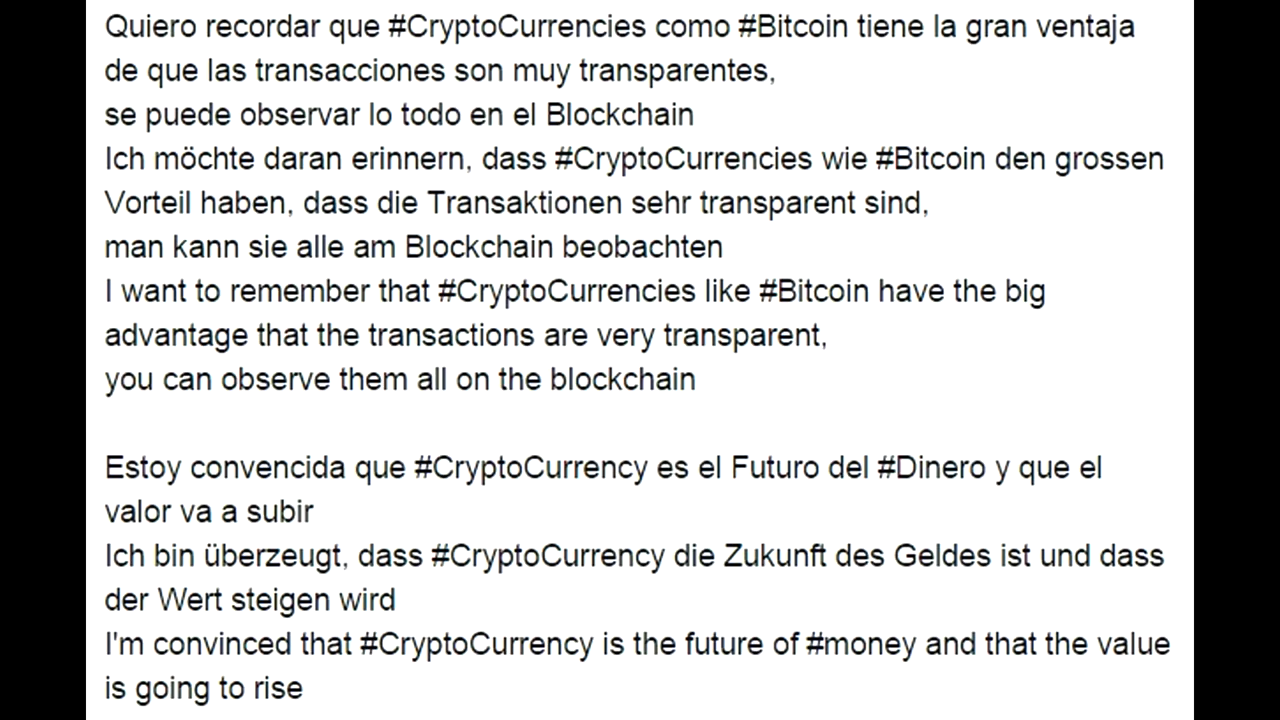 Quiero recordar que #CryptoCurrencies como #Bitcoin tiene la gran ventaja
de que las transacciones son muy transparentes,
se puede observar lo todo en el Blockchain
Ich möchte daran erinnern, dass #CryptoCurrencies wie #Bitcoin den grossen
Vorteil haben, dass die Transaktionen sehr transparent sind,
man kann sie alle am Blockchain beobachten
I want to remember that #CryptoCurrencies like #Bitcoin have the big
advantage that the transactions are very transparent,
you can observe them all on the blockchain
Estoy convencida que #CryptoCurrency es el Futuro del #Dinero y que el
valor va a subir
Ich bin überzeugt, dass #CryptoCurrency die Zukunft des Geldes ist und dass
der Wert steigen wird
I'm convinced that #CryptoCurrency is the future of #money and that the value
is going to rise